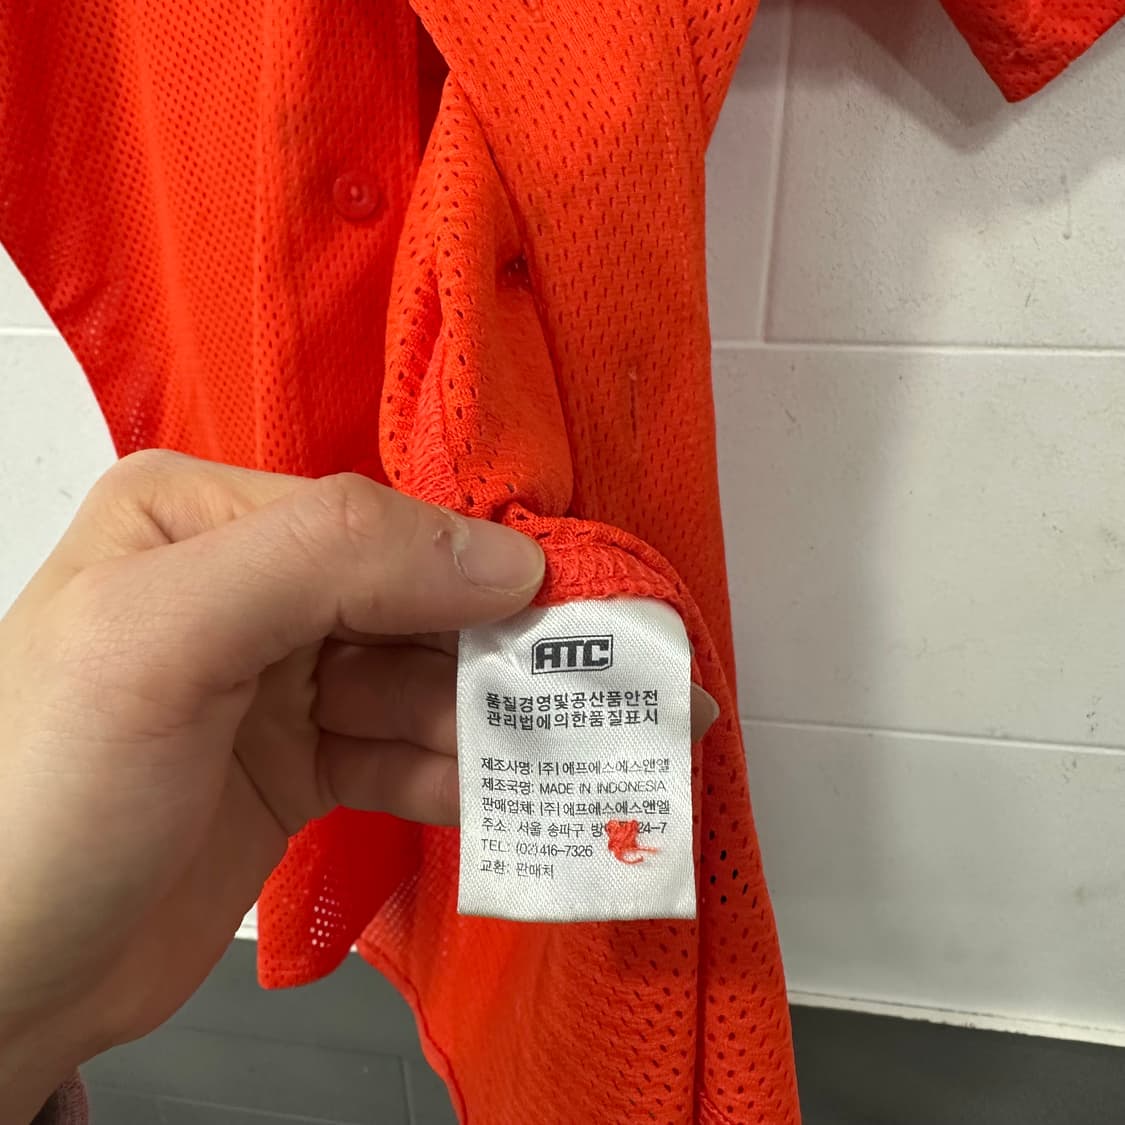 ATC
품질경영및공산품안전
관리법에의한품질표시
제조사명: (주)에프에스에스앤엘
제조국명: MADE IN INDONESIA
판매업체: (주)에프에스에스앤엘
주소: 서울 송파구 24-7
TEL: (02)416-7326
교환: 판매처